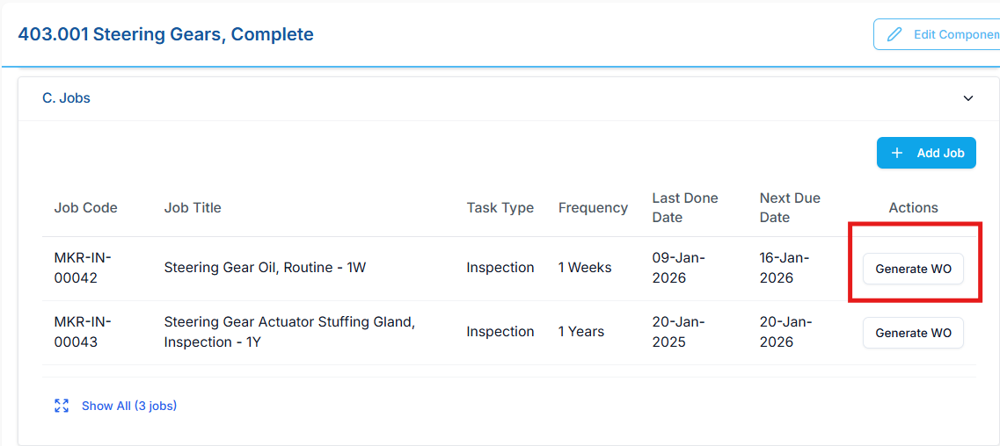 403.001 Steering Gears, Complete
Edit Componen
C. Jobs
Add Job
Job Code
Job Title
Task Type
Frequency
Last Done
Date
Next Due
Date
Actions
MKR-IN-
00042
Steering Gear Oil, Routine - 1W
Inspection
1 Weeks
09-Jan-
2026
16-Jan-
2026
Generate WO
MKR-IN-
00043
Steering Gear Actuator Stuffing Gland,
Inspection - 1Y
Inspection
1 Years
20-Jan-
2025
20-Jan-
2026
Generate WO
Show All (3 jobs)